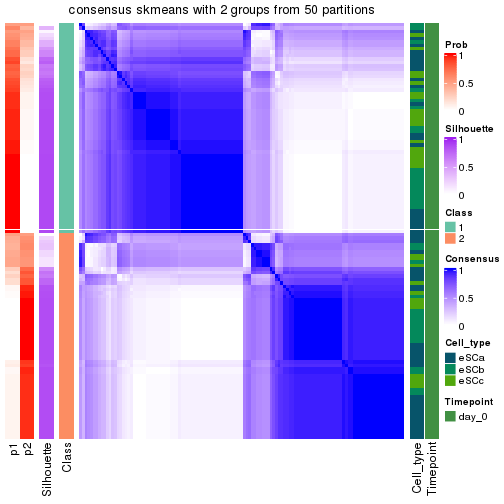 consensus skmeans with 2 groups from 50 partitions
Prob
1
0.5
0
Silhouette
1
0.5
0
Class
1
2
Consensus
1
0.5
0
Cell_type
eSCa
eSCb
eSCc
Timepoint
day_0
p1
p2
Silhouette
Class
Cell_type
Timepoint